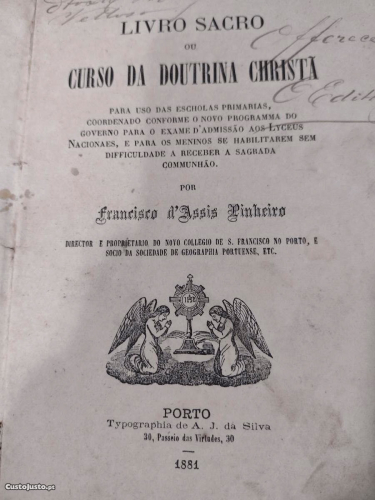 LIVRO SACRO
Offerece
OU
CURSO DA DOUTRINA CHRISTÃ
O Edit
PARA USO DAS ESCHOLAS PRIMARIAS,
COORDENADO CONFORME O NOVO PROGRAMMA DO
GOVERNO PARA O EXAME D'ADMISSÃO AOS LYCEUS
NACIONAES, E PARA OS MENINOS SE HABILITAREM SEM
DIFFICULDADE A RECEBER A SAGRADA
COMMUNHÃO.
POR
Francisco d'Assis Pinheiro
DIRECTOR E PROPRIETARIO DO NOVO COLLEGIO DE S. FRANCISCO NO PORTO, E
SOCIO DA SOCIEDADE DE GEOGRAPHIA PORTUENSE, ETC.
PORTO
Typographia de A. J. da Silva
30, Passeio das Virtudes, 30
1881
CustoJusto.pt